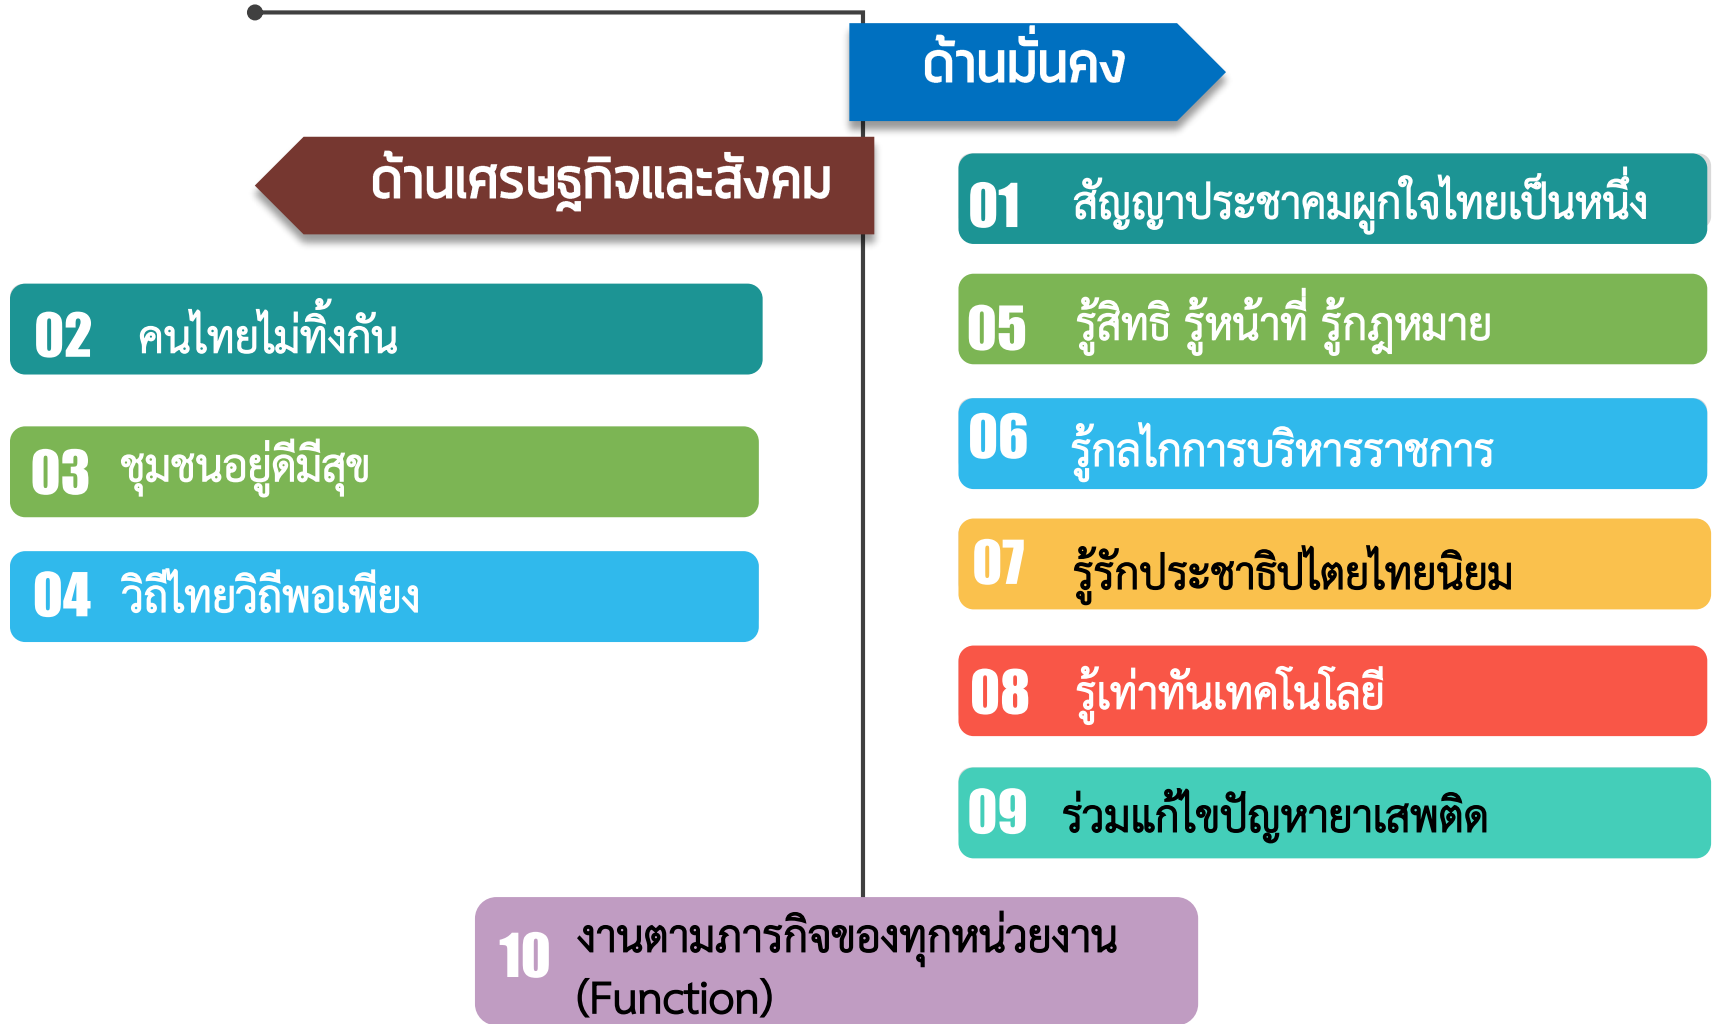 ด้านมั่นคง
ด้านเศรษฐกิจและสังคม
01 สัญญาประชาคมผูกใจไทยเป็นหนึ่ง
02 คนไทยไม่ทิ้งกัน
05 รู้สิทธิ รู้หน้าที่ รู้กฎหมาย
03 ชุมชนอยู่ดีมีสุข
06 รู้กลไกการบริหารราชการ
04 วิถีไทยวิถีพอเพียง
07 รู้รักประชาธิปไตยไทยนิยม
08 รู้เท่าทันเทคโนโลยี
09 ร่วมแก้ไขปัญหายาเสพติด
10 งานตามภารกิจของทุกหน่วยงาน
(Function)